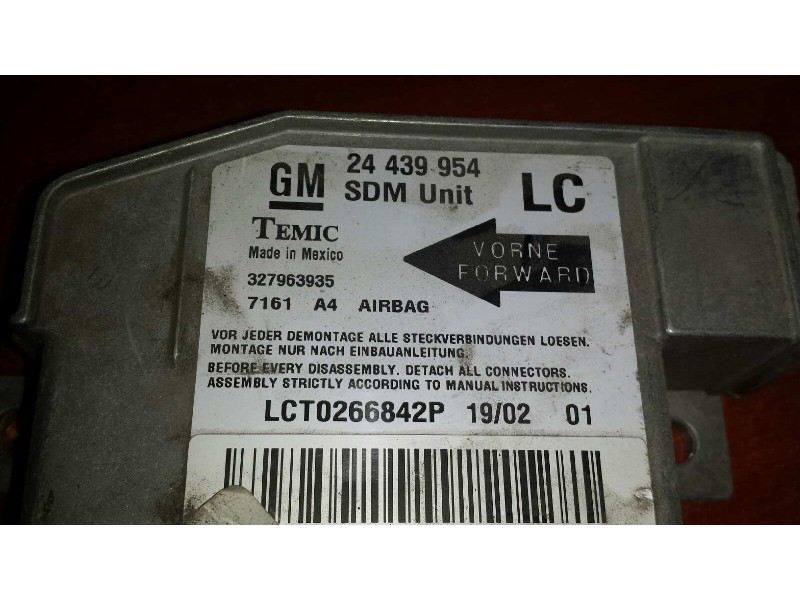 GM 24 439 954 LC
SDM Unit
TEMIC
Made in Mexico
VORNE
FORWARD
327963935
7161 A4 AIRBAG
VOR JEDER DEMONTAGE ALLE STECKVERBINDUNGEN LOESEN.
MONTAGE NUR NACH EINBAUANLEITUNG.
BEFORE EVERY DISASSEMBLY, DETACH ALL CONNECTORS.
ASSEMBLY STRICTLY ACCORDING TO MANUAL INSTRUCTIONS.
LCT0266842P 19/02 01